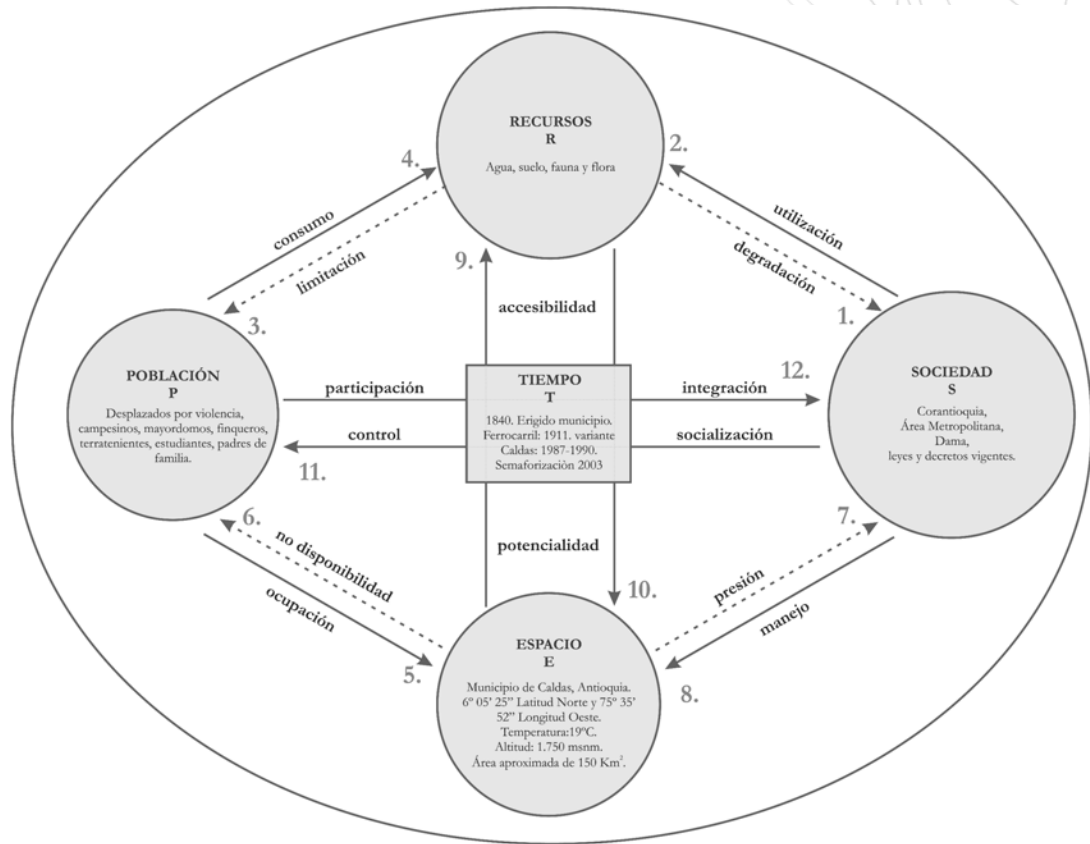 RECURSOS
R
Agua, suelo, fauna y flora
4.
2.
consumo
limitación
utilización
degradación
9.
accesibilidad
3.
1.
POBLACIÓN
P
Desplazados por violencia,
campesinos, mayordomos, finqueros,
terratenientes, estudiantes, padres de
familia.
participación
control
11.
TIEMPO
T
1840. Erigido municipio.
Ferrocarril: 1911. variante
Caldas: 1987-1990.
Semaforización 2003
integración
12.
socialización
SOCIEDAD
S
Corantioquia,
Área Metropolitana,
Dama,
leyes y decretos vigentes.
6.
no disponibilidad
ocupación
5.
potencialidad
10.
7.
presión
manejo
8.
ESPACIO
E
Municipio de Caldas, Antioquia.
6º 05’ 25” Latitud Norte y 75º 35’
52” Longitud Oeste.
Temperatura:19ºC.
Altitud: 1.750 msnm.
Área aproximada de 150 Km².